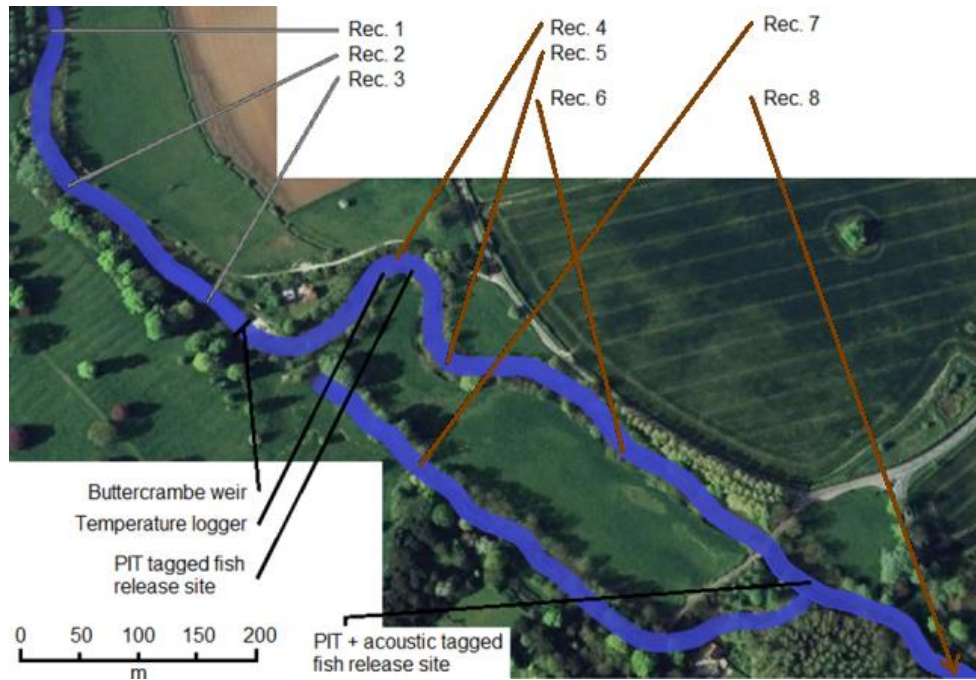 Rec. 1
Rec. 2
Rec. 3
Rec. 4
Rec. 5
Rec. 6
Rec. 7
Rec. 8
Buttercrambe weir
Temperature logger
PIT tagged fish
release site
PIT + acoustic tagged
fish release site
0 50 100 150 200
m